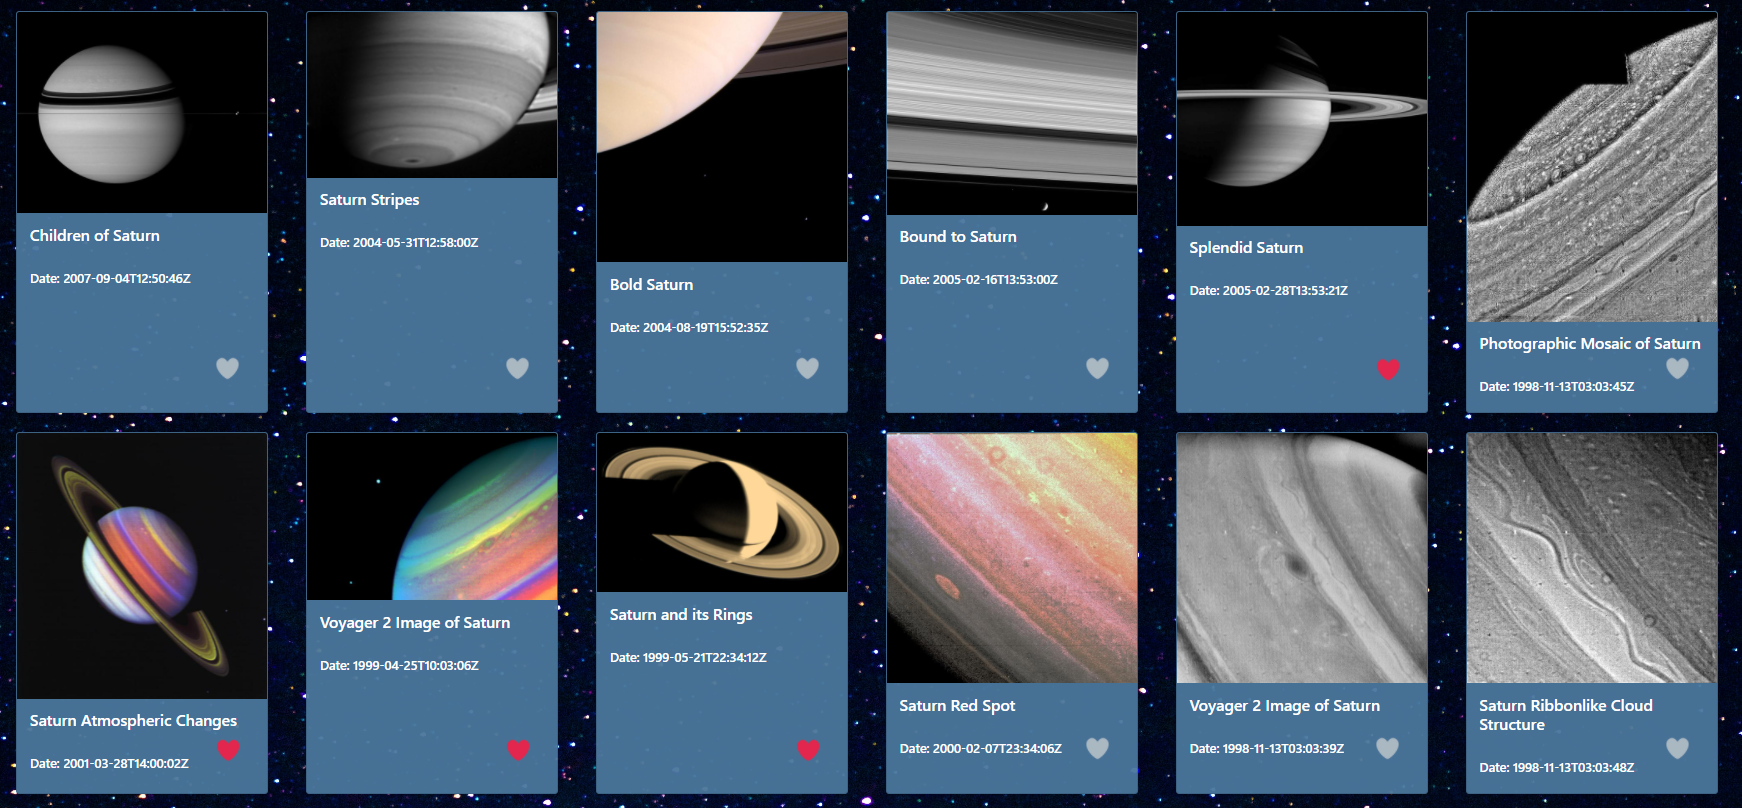 Children of Saturn
Date: 2007-09-04T12:50:46Z
Saturn Stripes
Date: 2004-05-31T12:58:00Z
Bold Saturn
Date: 2004-08-19T15:52:35Z
Bound to Saturn
Date: 2005-02-16T13:53:00Z
Splendid Saturn
Date: 2005-02-28T13:53:21Z
Photographic Mosaic of Saturn
Date: 1998-11-13T03:03:45Z
Saturn Atmospheric Changes
Date: 2001-03-28T14:00:02Z
Voyager 2 Image of Saturn
Date: 1999-04-25T10:03:06Z
Saturn and its Rings
Date: 1999-05-21T22:34:12Z
Saturn Red Spot
Date: 2000-02-07T23:34:06Z
Voyager 2 Image of Saturn
Date: 1998-11-13T03:03:39Z
Saturn Ribbonlike Cloud
Structure
Date: 1998-11-13T03:03:48Z